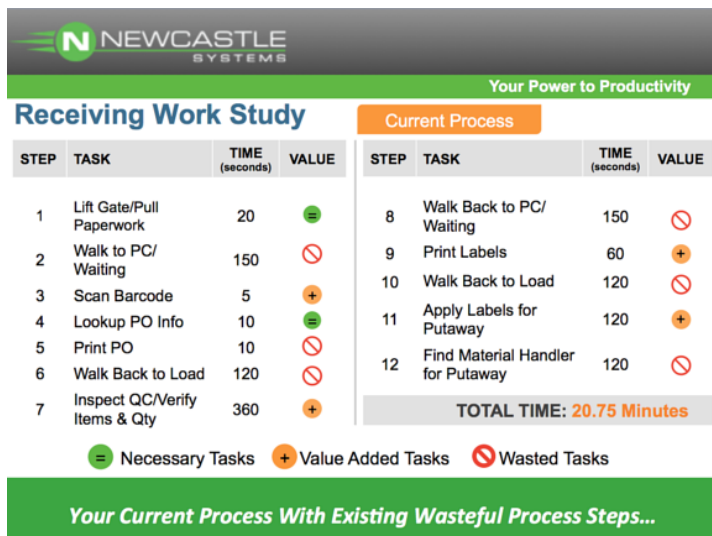 N NEWCASTLE
SYSTEMS
Your Power to Productivity
Receiving Work Study
Current Process
STEP TASK TIME (seconds) VALUE
1 Lift Gate/Pull Paperwork 20 =
2 Walk to PC/ Waiting 150
3 Scan Barcode 5 +
4 Lookup PO Info 10 =
5 Print PO 10
6 Walk Back to Load 120
7 Inspect QC/Verify Items & Qty 360 +
STEP TASK TIME (seconds) VALUE
8 Walk Back to PC/ Waiting 150
9 Print Labels 60 +
10 Walk Back to Load 120
11 Apply Labels for Putaway 120 +
12 Find Material Handler for Putaway 120
TOTAL TIME: 20.75 Minutes
= Necessary Tasks + Value Added Tasks Wasted Tasks
Your Current Process With Existing Wasteful Process Steps...